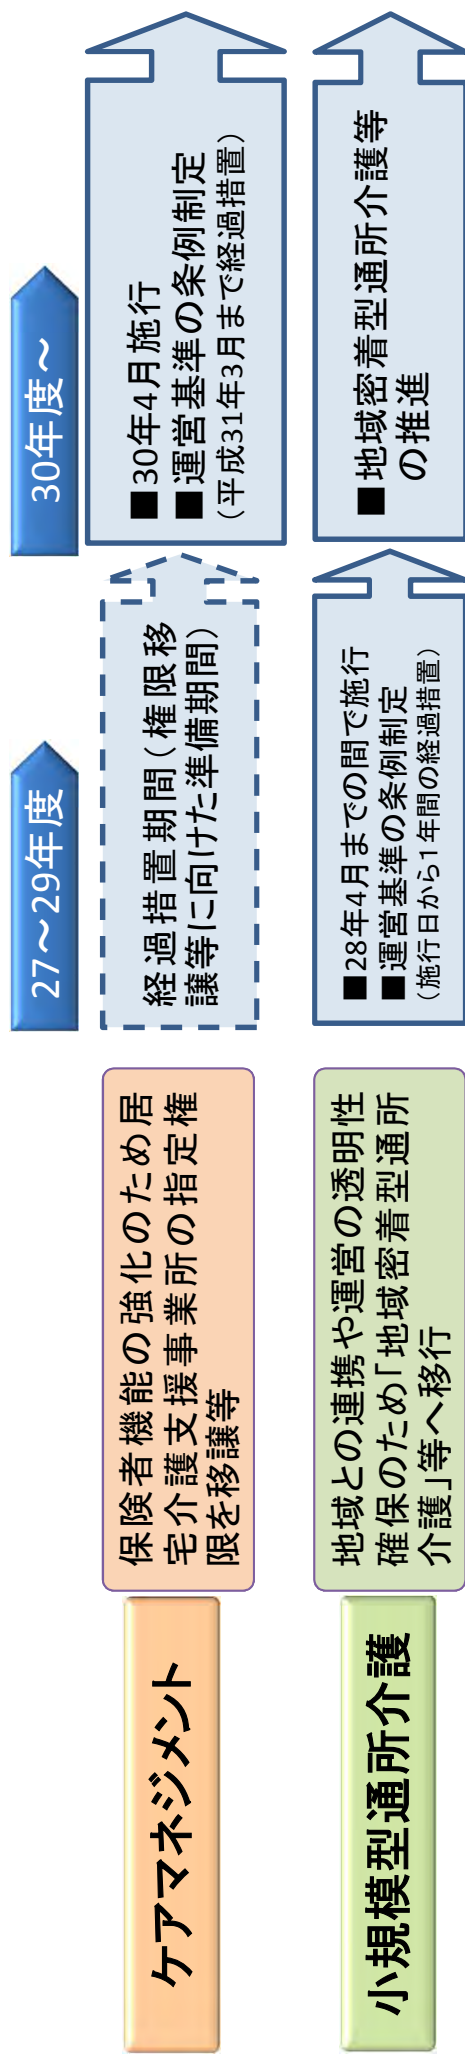 27～29年度
30年度～
ケアマネジメント
保険者機能の強化のため居
宅介護支援事業所の指定権
限を移譲等
経過措置期間（権限移
譲等に向けた準備期間）
■30年4月施行
■運営基準の条例制定
（平成31年3月まで経過措置）
小規模型通所介護
地域との連携や運営の透明性
確保のため「地域密着型通所
介護」等へ移行
■28年4月までの間で施行
■運営基準の条例制定
（施行日から1年間の経過措置）
■地域密着型通所介護等
の推進